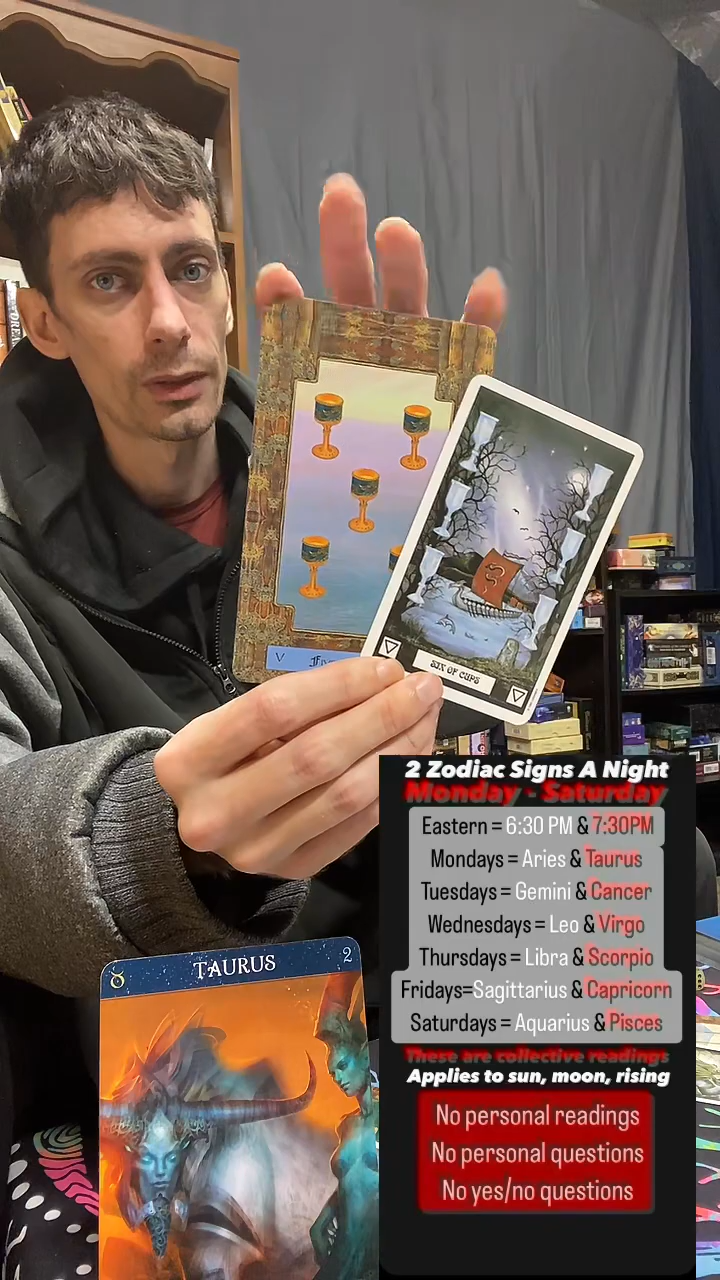 V
SIX OF CUPS
2 Zodiac Signs A Night
Monday - Saturday
Eastern = 6:30 PM & 7:30PM
Mondays = Aries & Taurus
Tuesdays = Gemini & Cancer
Wednesdays = Leo & Virgo
Thursdays = Libra & Scorpio
Fridays=Sagittarius & Capricorn
Saturdays = Aquarius & Pisces
These are collective readings
Applies to sun, moon, rising
No personal readings
No personal questions
No yes/no questions
♉ TAURUS 2